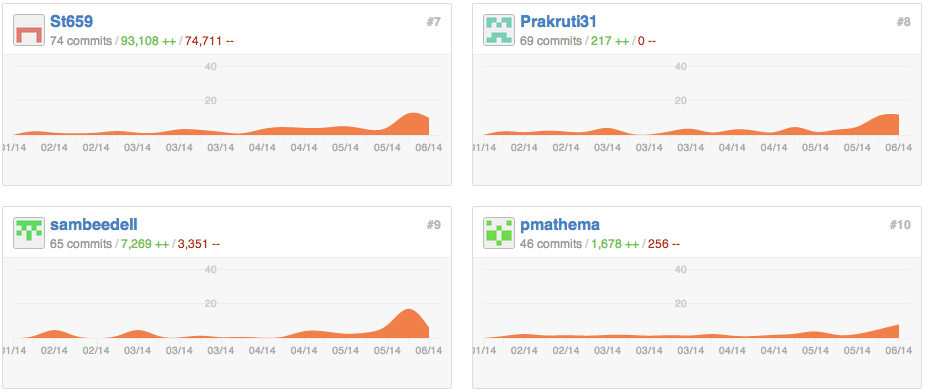 St659 #7
74 commits / 93,108 ++ / 74,711 --
40
20
01/14 02/14 02/14 03/14 03/14 03/14 04/14 04/14 05/14 05/14 06/14
Prakruti31 #8
69 commits / 217 ++ / 0 --
40
20
01/14 02/14 02/14 03/14 03/14 03/14 04/14 04/14 05/14 05/14 06/14
sambeedell #9
65 commits / 7,269 ++ / 3,351 --
40
20
01/14 02/14 02/14 03/14 03/14 03/14 04/14 04/14 05/14 05/14 06/14
pmathema #10
46 commits / 1,678 ++ / 256 --
40
20
01/14 02/14 02/14 03/14 03/14 03/14 04/14 04/14 05/14 05/14 06/14